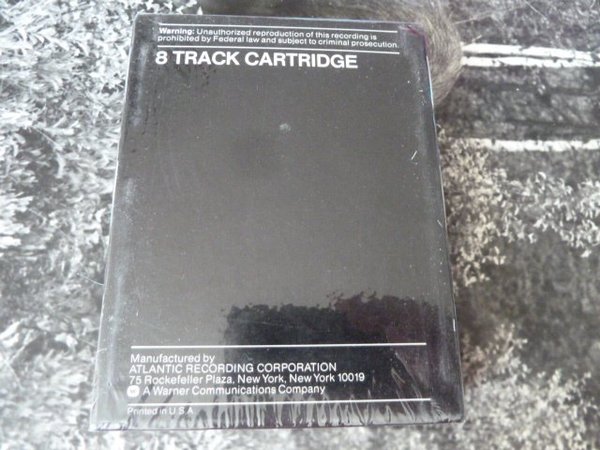 Warning: Unauthorized reproduction of this recording is
prohibited by Federal law and subject to criminal prosecution.
8 TRACK CARTRIDGE
Manufactured by
ATLANTIC RECORDING CORPORATION
75 Rockefeller Plaza, New York, New York 10019
A Warner Communications Company
Printed in U.S.A.